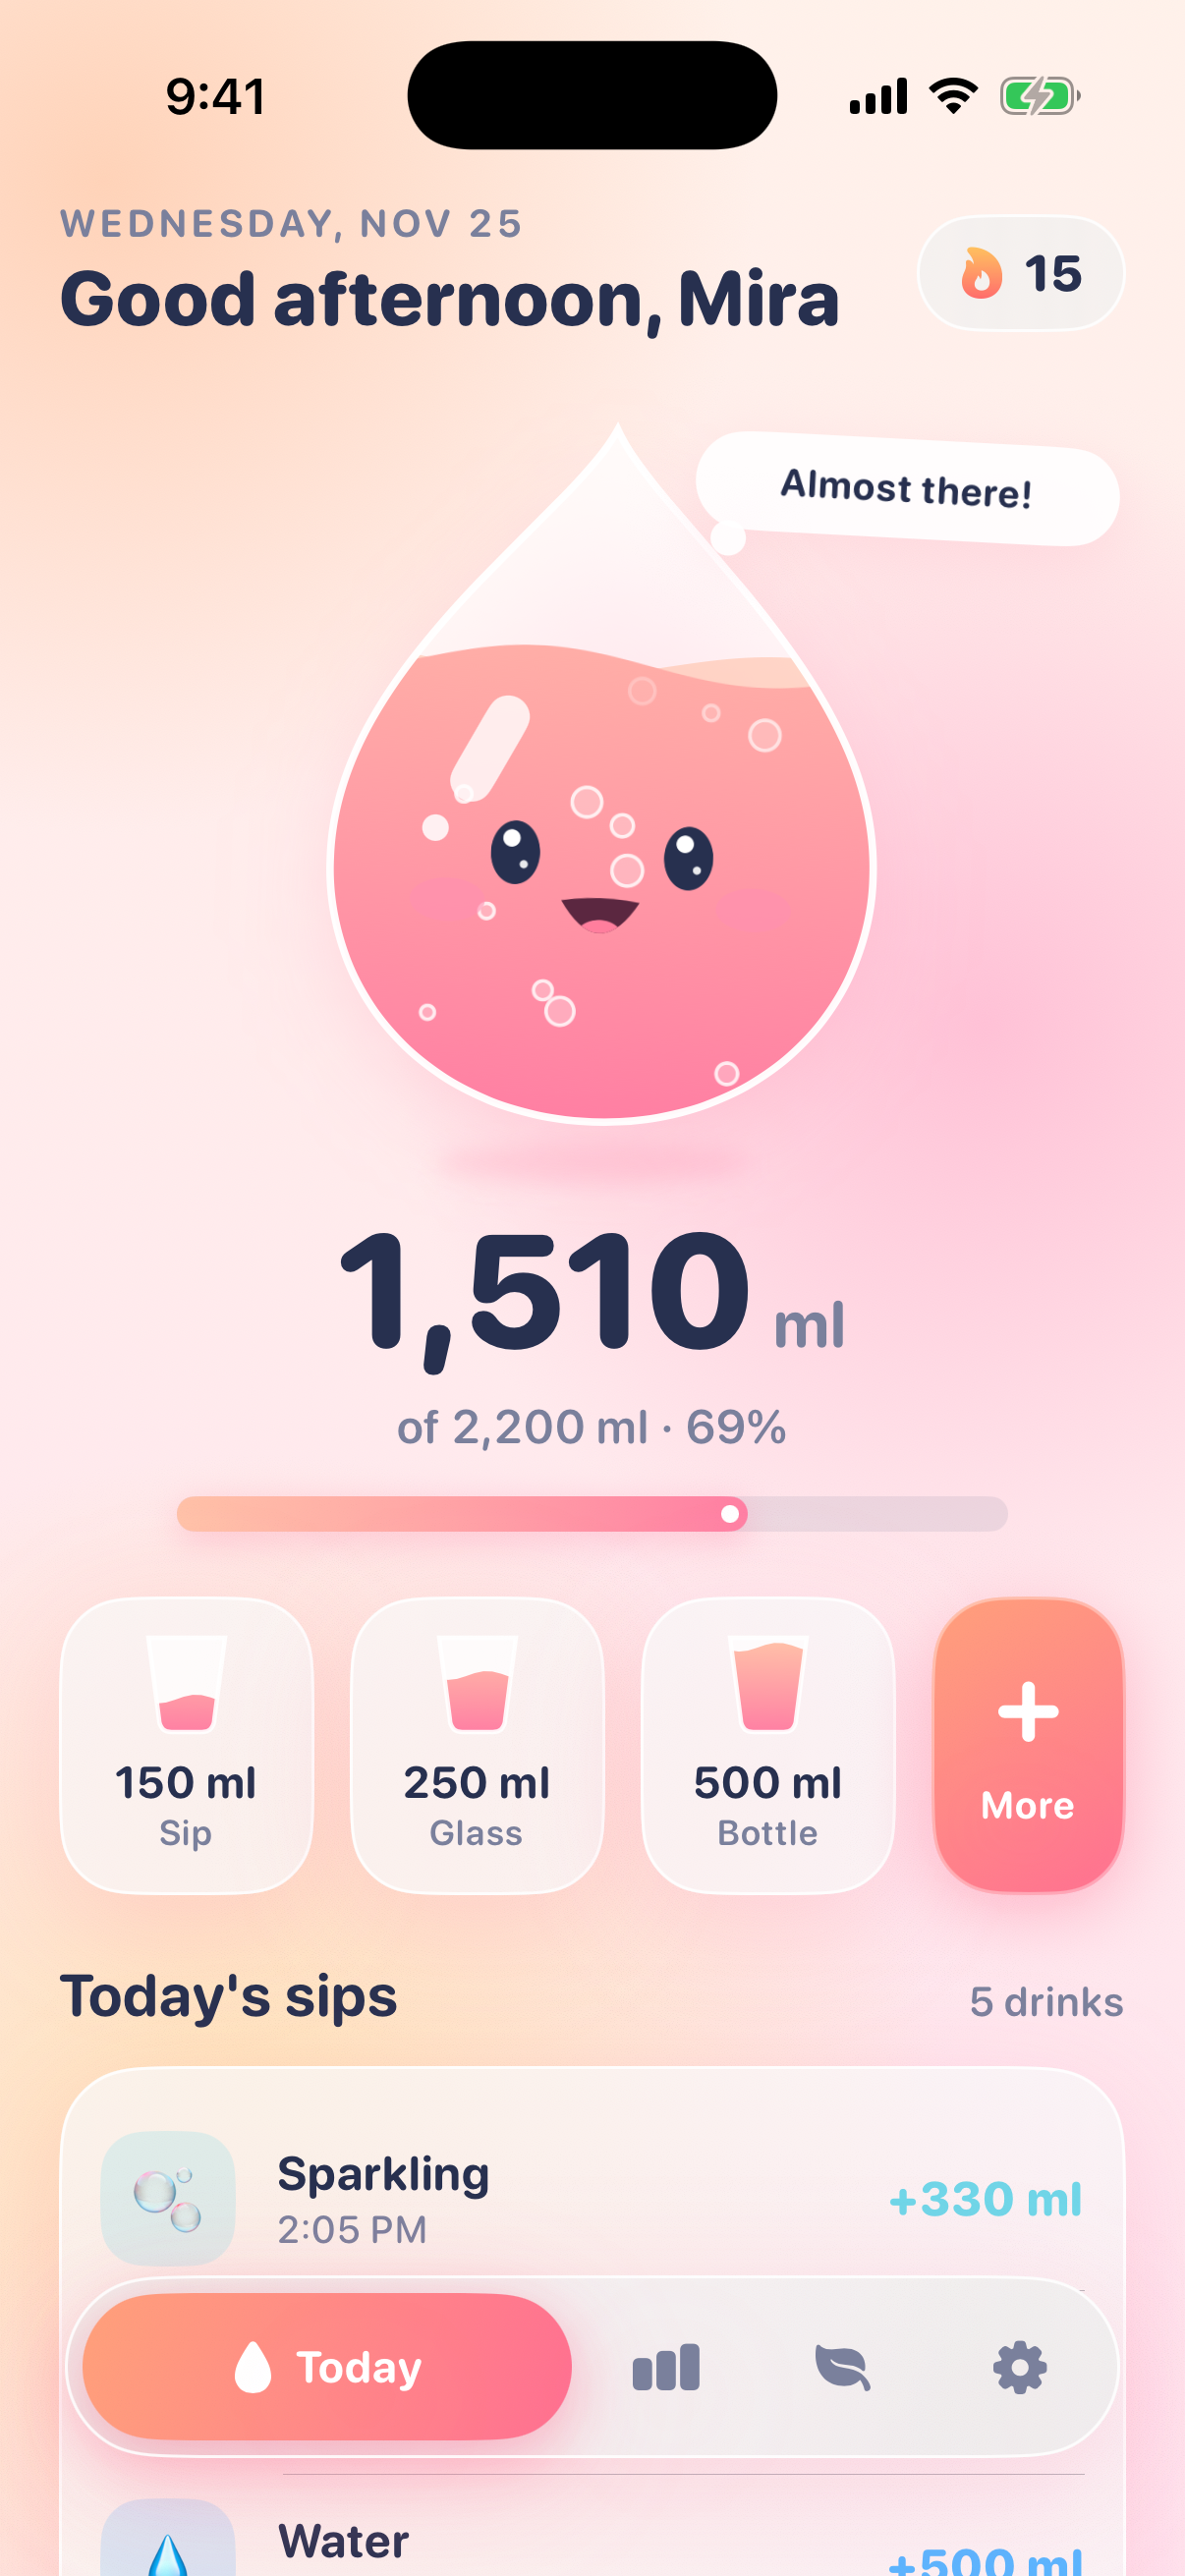 9:41
WEDNESDAY, NOV 25
Good afternoon, Mira
15
Almost there!
1,510 ml
of 2,200 ml · 69%
150 ml
Sip
250 ml
Glass
500 ml
Bottle
More
Today's sips
5 drinks
Sparkling
2:05 PM
+330 ml
Today
Water
+500 ml